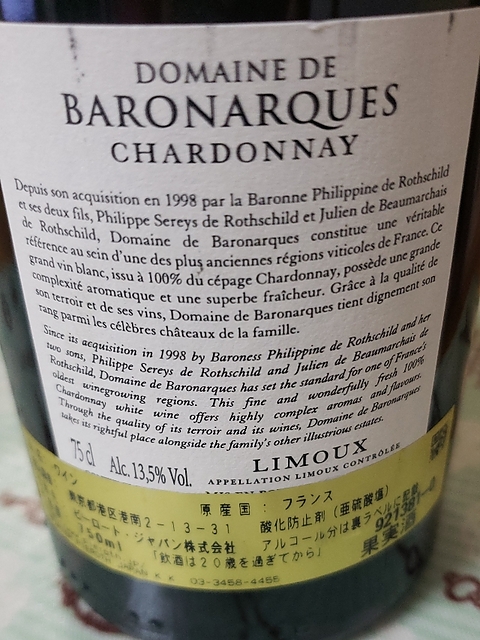 DOMAINE DE
BARONARQUES
CHARDONNAY
Depuis son acquisition en 1998 par la Baronne Philippine de Rothschild
et ses deux fils, Philippe Sereys de Rothschild et Julien de Beaumarchais
de Rothschild, Domaine de Baronarques constitue une véritable
référence au sein d'une des plus anciennes régions viticoles de France. Ce
grand vin blanc, issu à 100% du cépage Chardonnay, possède une grande
complexité aromatique et une superbe fraîcheur. Grâce à la qualité de
son terroir et de ses vins, Domaine de Baronarques tient dignement son
rang parmi les célèbres châteaux de la famille.
Since its acquisition in 1998 by Baroness Philippine de Rothschild and her
two sons, Philippe Sereys de Rothschild and Julien de Beaumarchais de
Rothschild, Domaine de Baronarques has set the standard for one of France's
oldest winegrowing regions. This fine and wonderfully fresh 100%
Chardonnay white wine offers highly complex aromas and flavours.
Through the quality of its terroir and its wines, Domaine de Baronarques
takes its rightful place alongside the family's other illustrious estates.
75 cl Alc. 13,5% Vol.
LIMOUX
APPELLATION LIMOUX CONTRÔLÉE
ワイン
原産国: フランス
東京都港区港南2-13-31 酸化防止剤(亜硫酸塩)
ピーロート・ジャパン株式会社 アルコール分は裏ラベルに記載
750ml 「飲酒は20歳を過ぎてから」
921381-0
果実酒
03-3458-4455